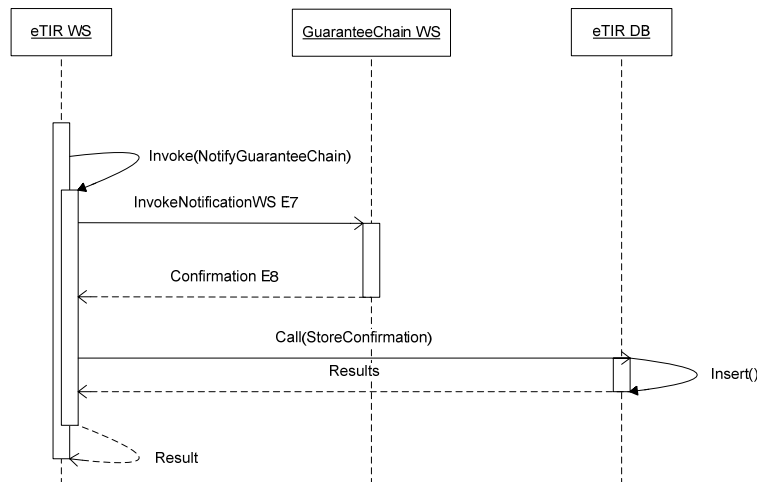 eTIR WS
GuaranteeChain WS
eTIR DB
Invoke(NotifyGuaranteeChain)
InvokeNotificationWS E7
Confirmation E8
Call(StoreConfirmation)
Results
Insert()
Result